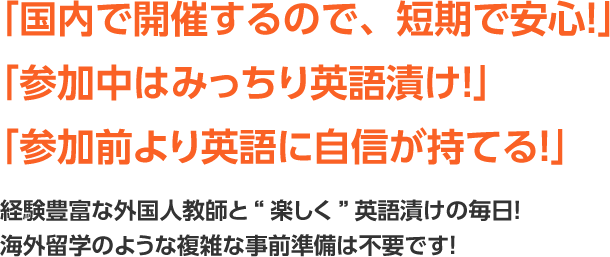 「国内で開催するので、短期で安心!」
「参加中はみっちり英語漬け!」
「参加前より英語に自信が持てる!」
経験豊富な外国人教師と“楽しく”英語漬けの毎日!
海外留学のような複雑な事前準備は不要です!